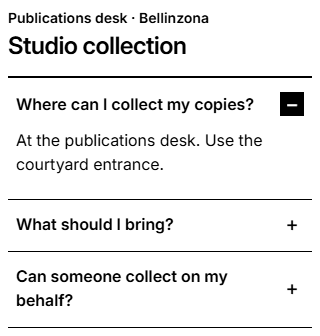 Publications desk · Bellinzona
Studio collection
Where can I collect my copies? −
At the publications desk. Use the
courtyard entrance.
What should I bring? +
Can someone collect on my
behalf? +